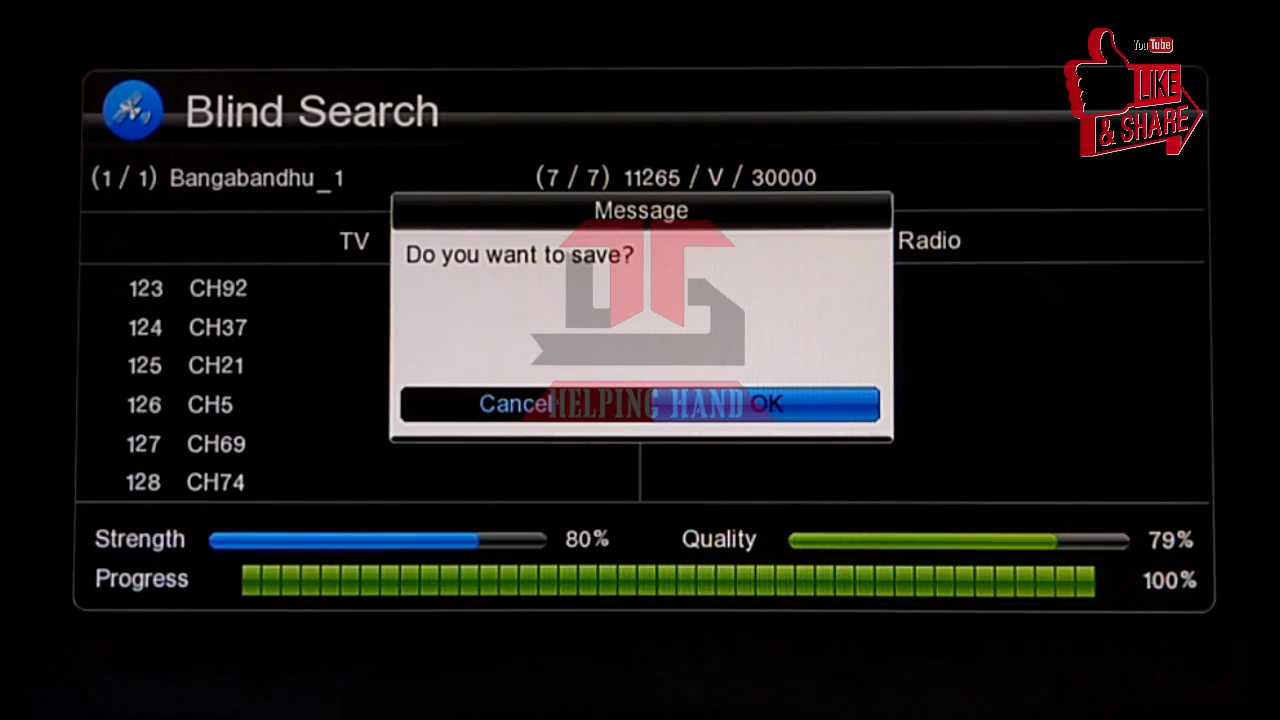 YouTube
LIKE
& SHARE
Blind Search
(1 / 1) Bangabandhu_1
(7 / 7) 11265 / V / 30000
Message
TV
Radio
Do you want to save?
123 CH92
124 CH37
125 CH21
126 CH5
127 CH69
128 CH74
Cancel
OK
HELPING HAND
Strength 80%
Quality 79%
Progress 100%